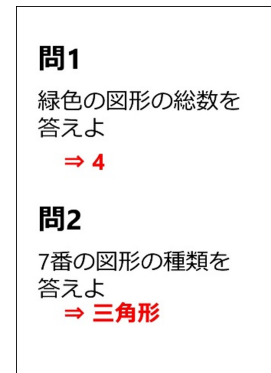 問1
緑色の図形の総数を
答えよ
⇒ 4
問2
7番の図形の種類を
答えよ
⇒ 三角形